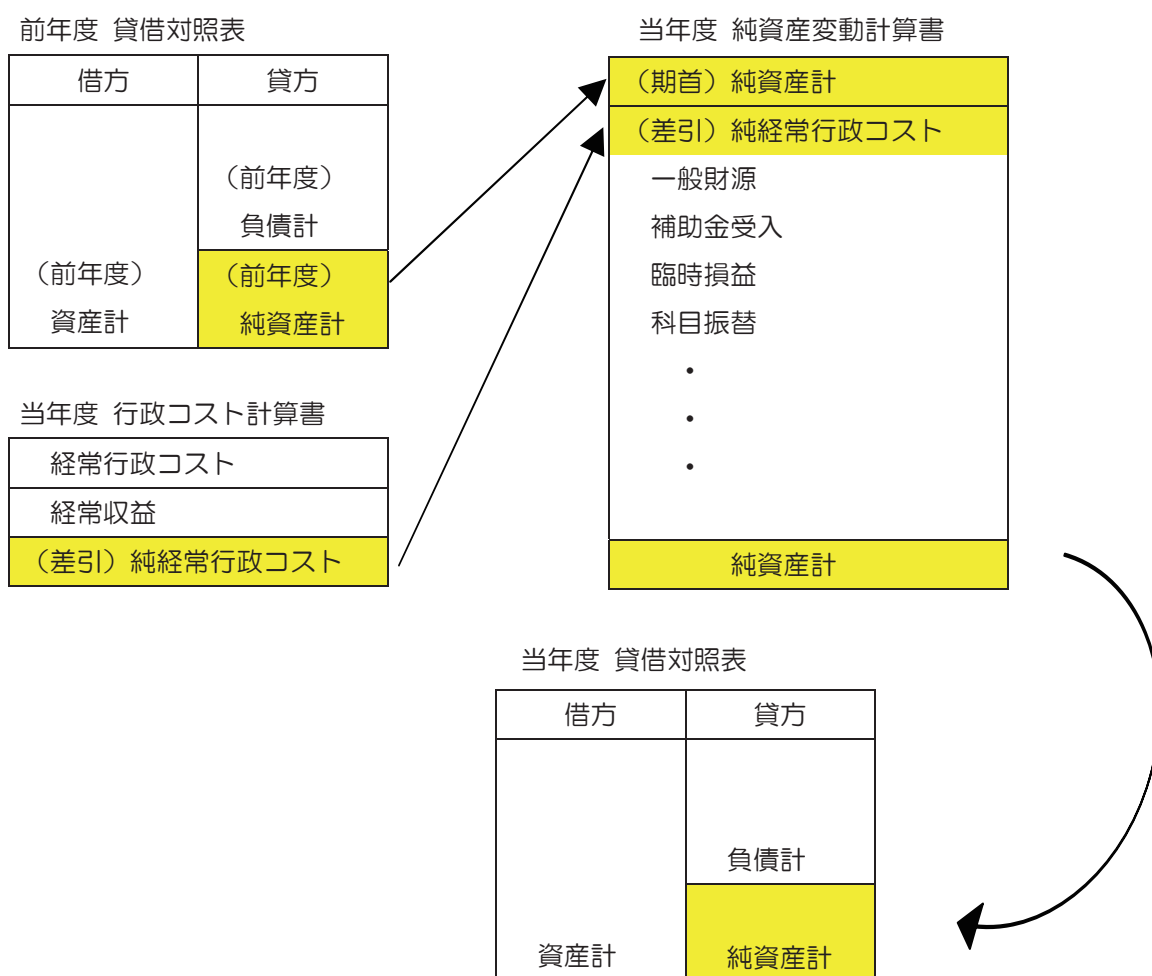 前年度 貸借対照表
借方 貸方
（前年度）
負債計
（前年度） （前年度）
資産計 純資産計
当年度 行政コスト計算書
経常行政コスト
経常収益
（差引）純経常行政コスト
当年度 純資産変動計算書
（期首）純資産計
（差引）純経常行政コスト
一般財源
補助金受入
臨時損益
科目振替
・
・
・
純資産計
当年度 貸借対照表
借方 貸方
負債計
資産計 純資産計